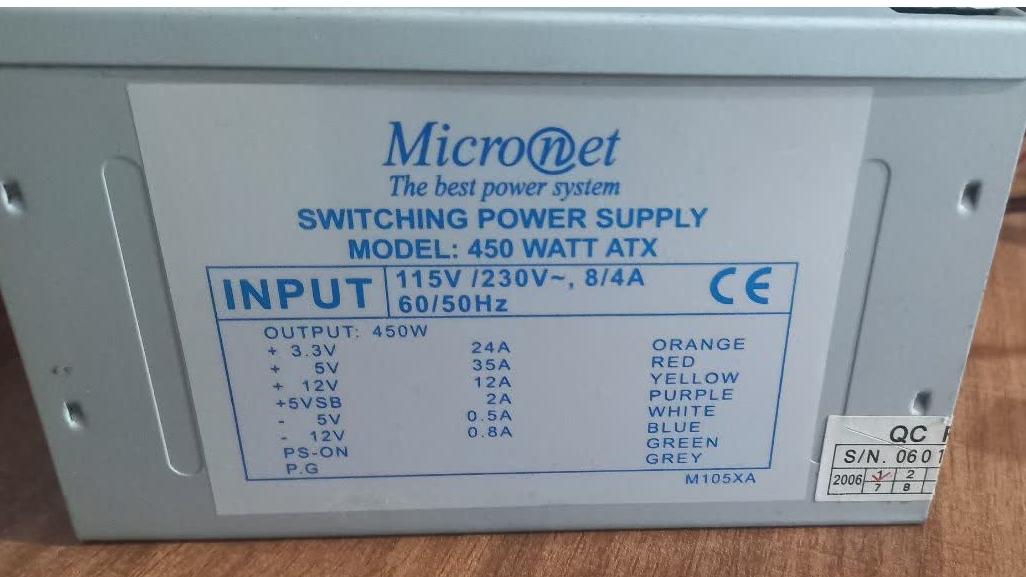 Micronet
The best power system
SWITCHING POWER SUPPLY
MODEL: 450 WATT ATX
INPUT 115V /230V~, 8/4A
60/50Hz
CE
OUTPUT: 450W
+ 3.3V 24A ORANGE
+ 5V 35A RED
+ 12V 12A YELLOW
+5VSB 2A PURPLE
- 5V 0.5A WHITE
- 12V 0.8A BLUE
PS-ON GREEN
P.G GREY
M105XA
QC
S/N. 0601
2006 1 2
7 8